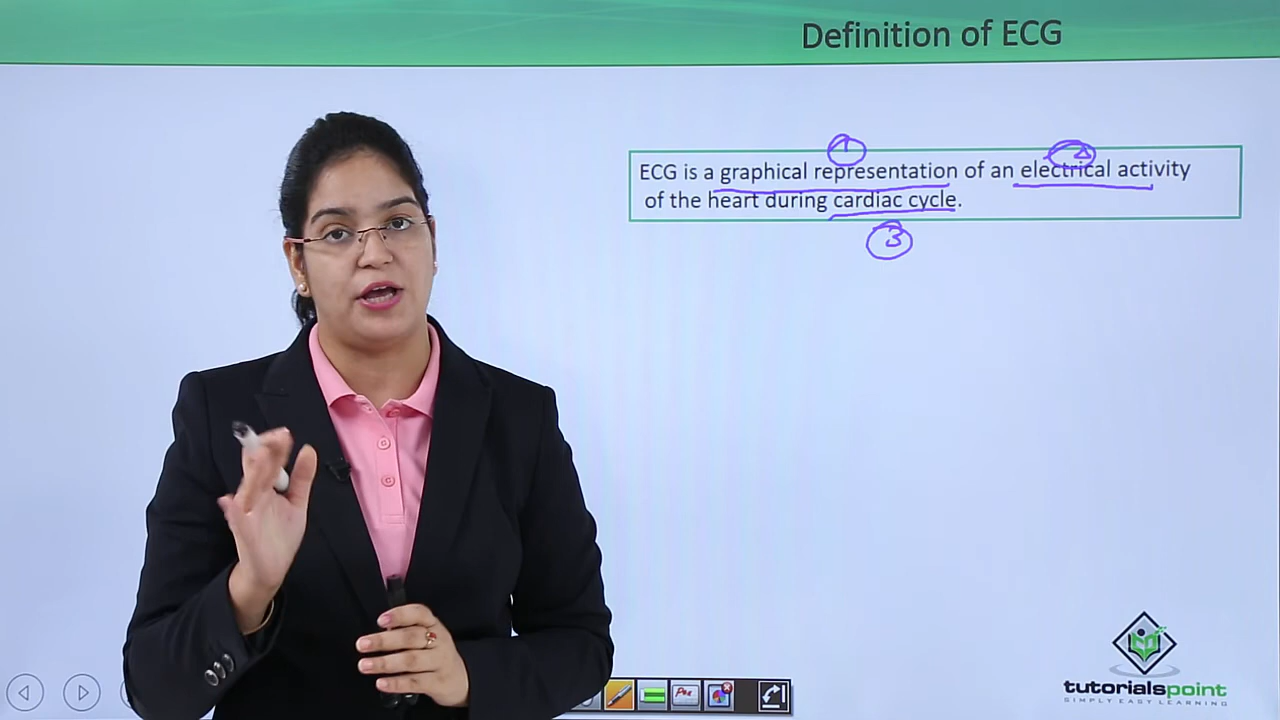 Definition of ECG
1
2
ECG is a graphical representation of an electrical activity
of the heart during cardiac cycle.
3
tutorialspoint
SIMPLY EASY LEARNING